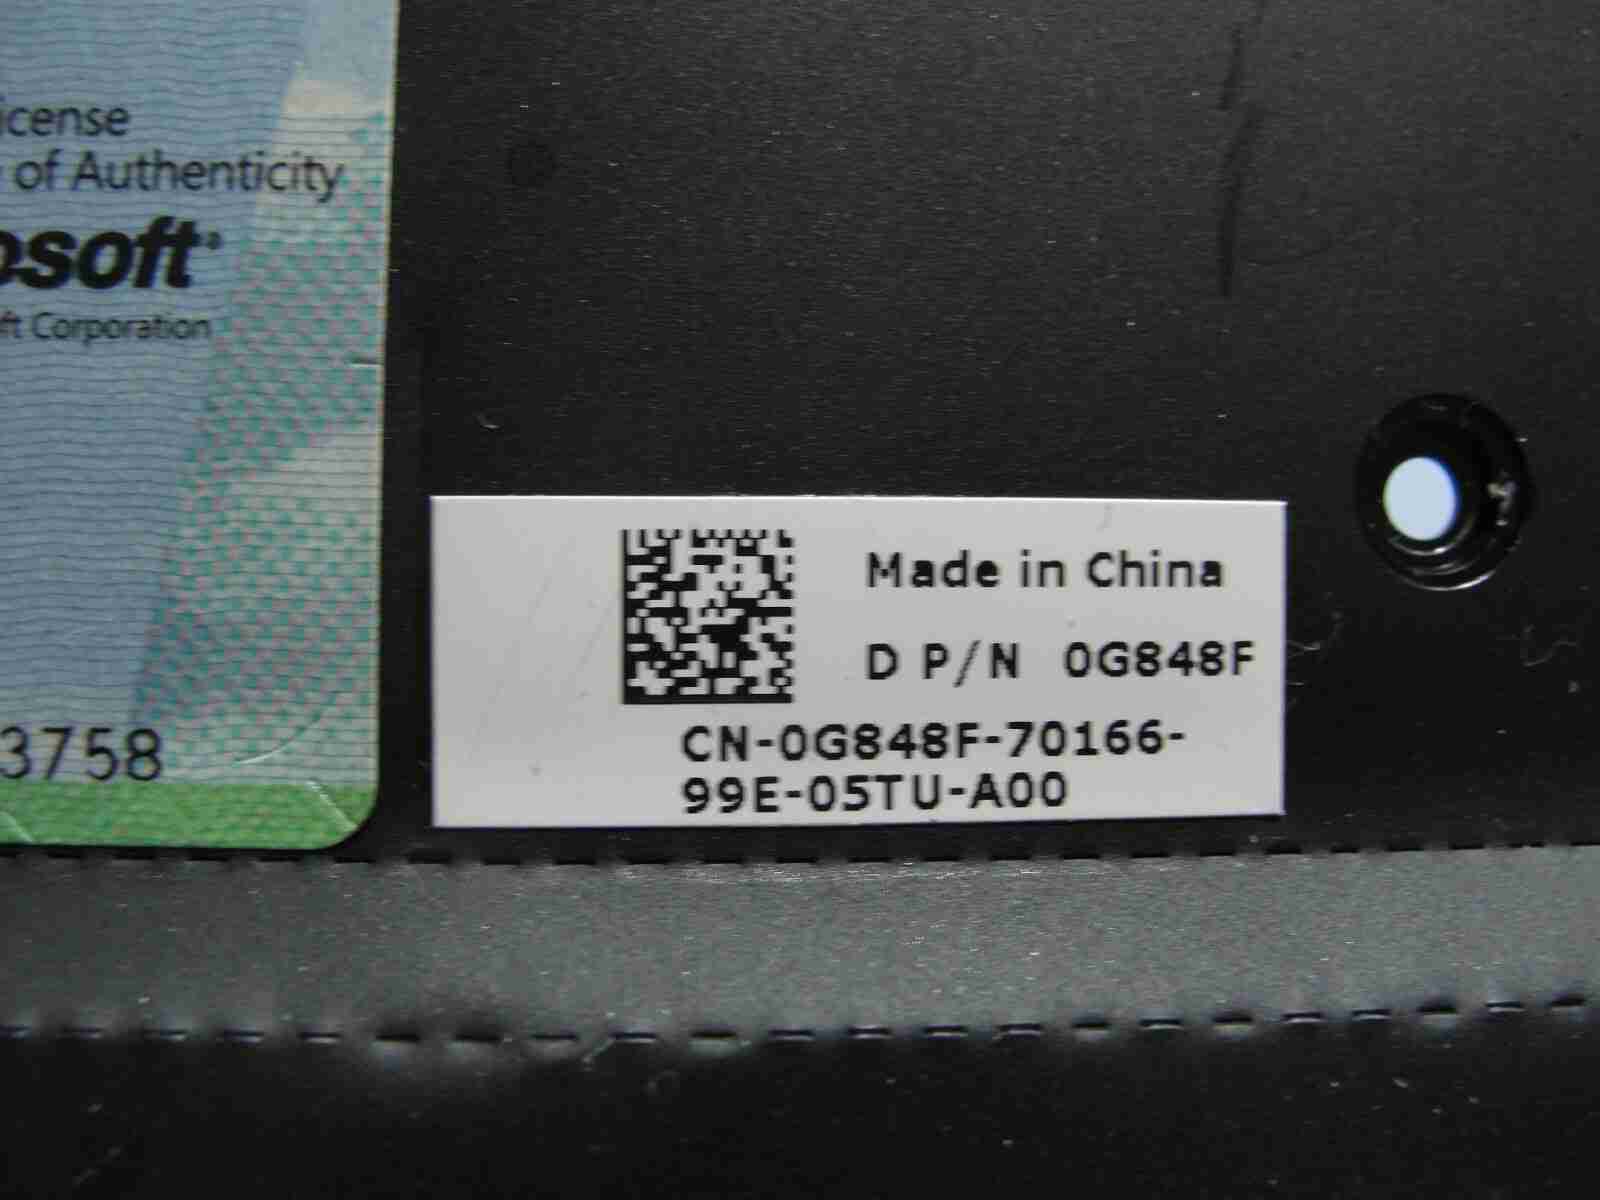 icense
of Authenticity
osoft®
ft Corporation
3758
Made in China
D P/N 0G848F
CN-0G848F-70166-
99E-05TU-A00